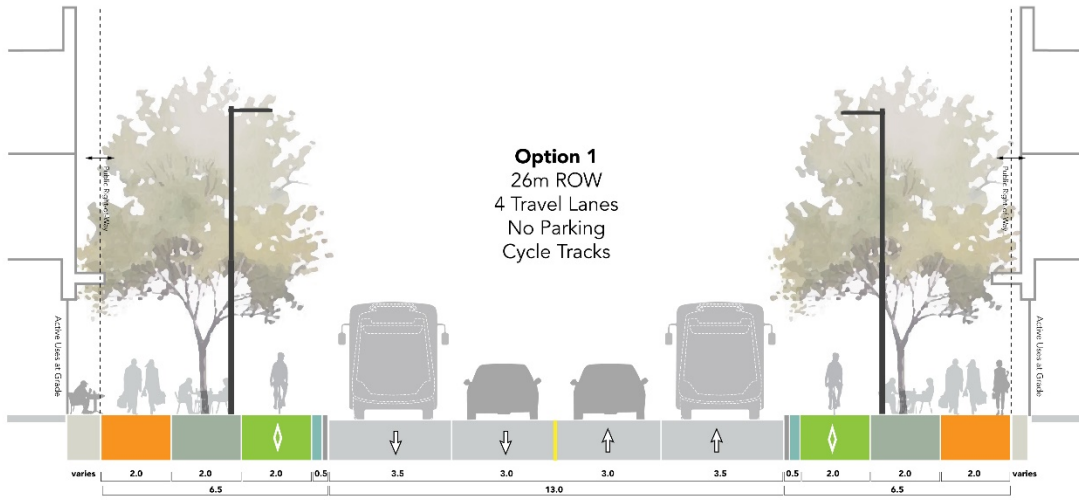 Option 1
26m ROW
4 Travel Lanes
No Parking
Cycle Tracks
Public Right-of-Way
Public Right-of-Way
Active Uses at Grade
Active Uses at Grade
varies 2.0 2.0 2.0 0.5 3.5 3.0 3.0 3.5 0.5 2.0 2.0 2.0 varies
6.5 13.0 6.5